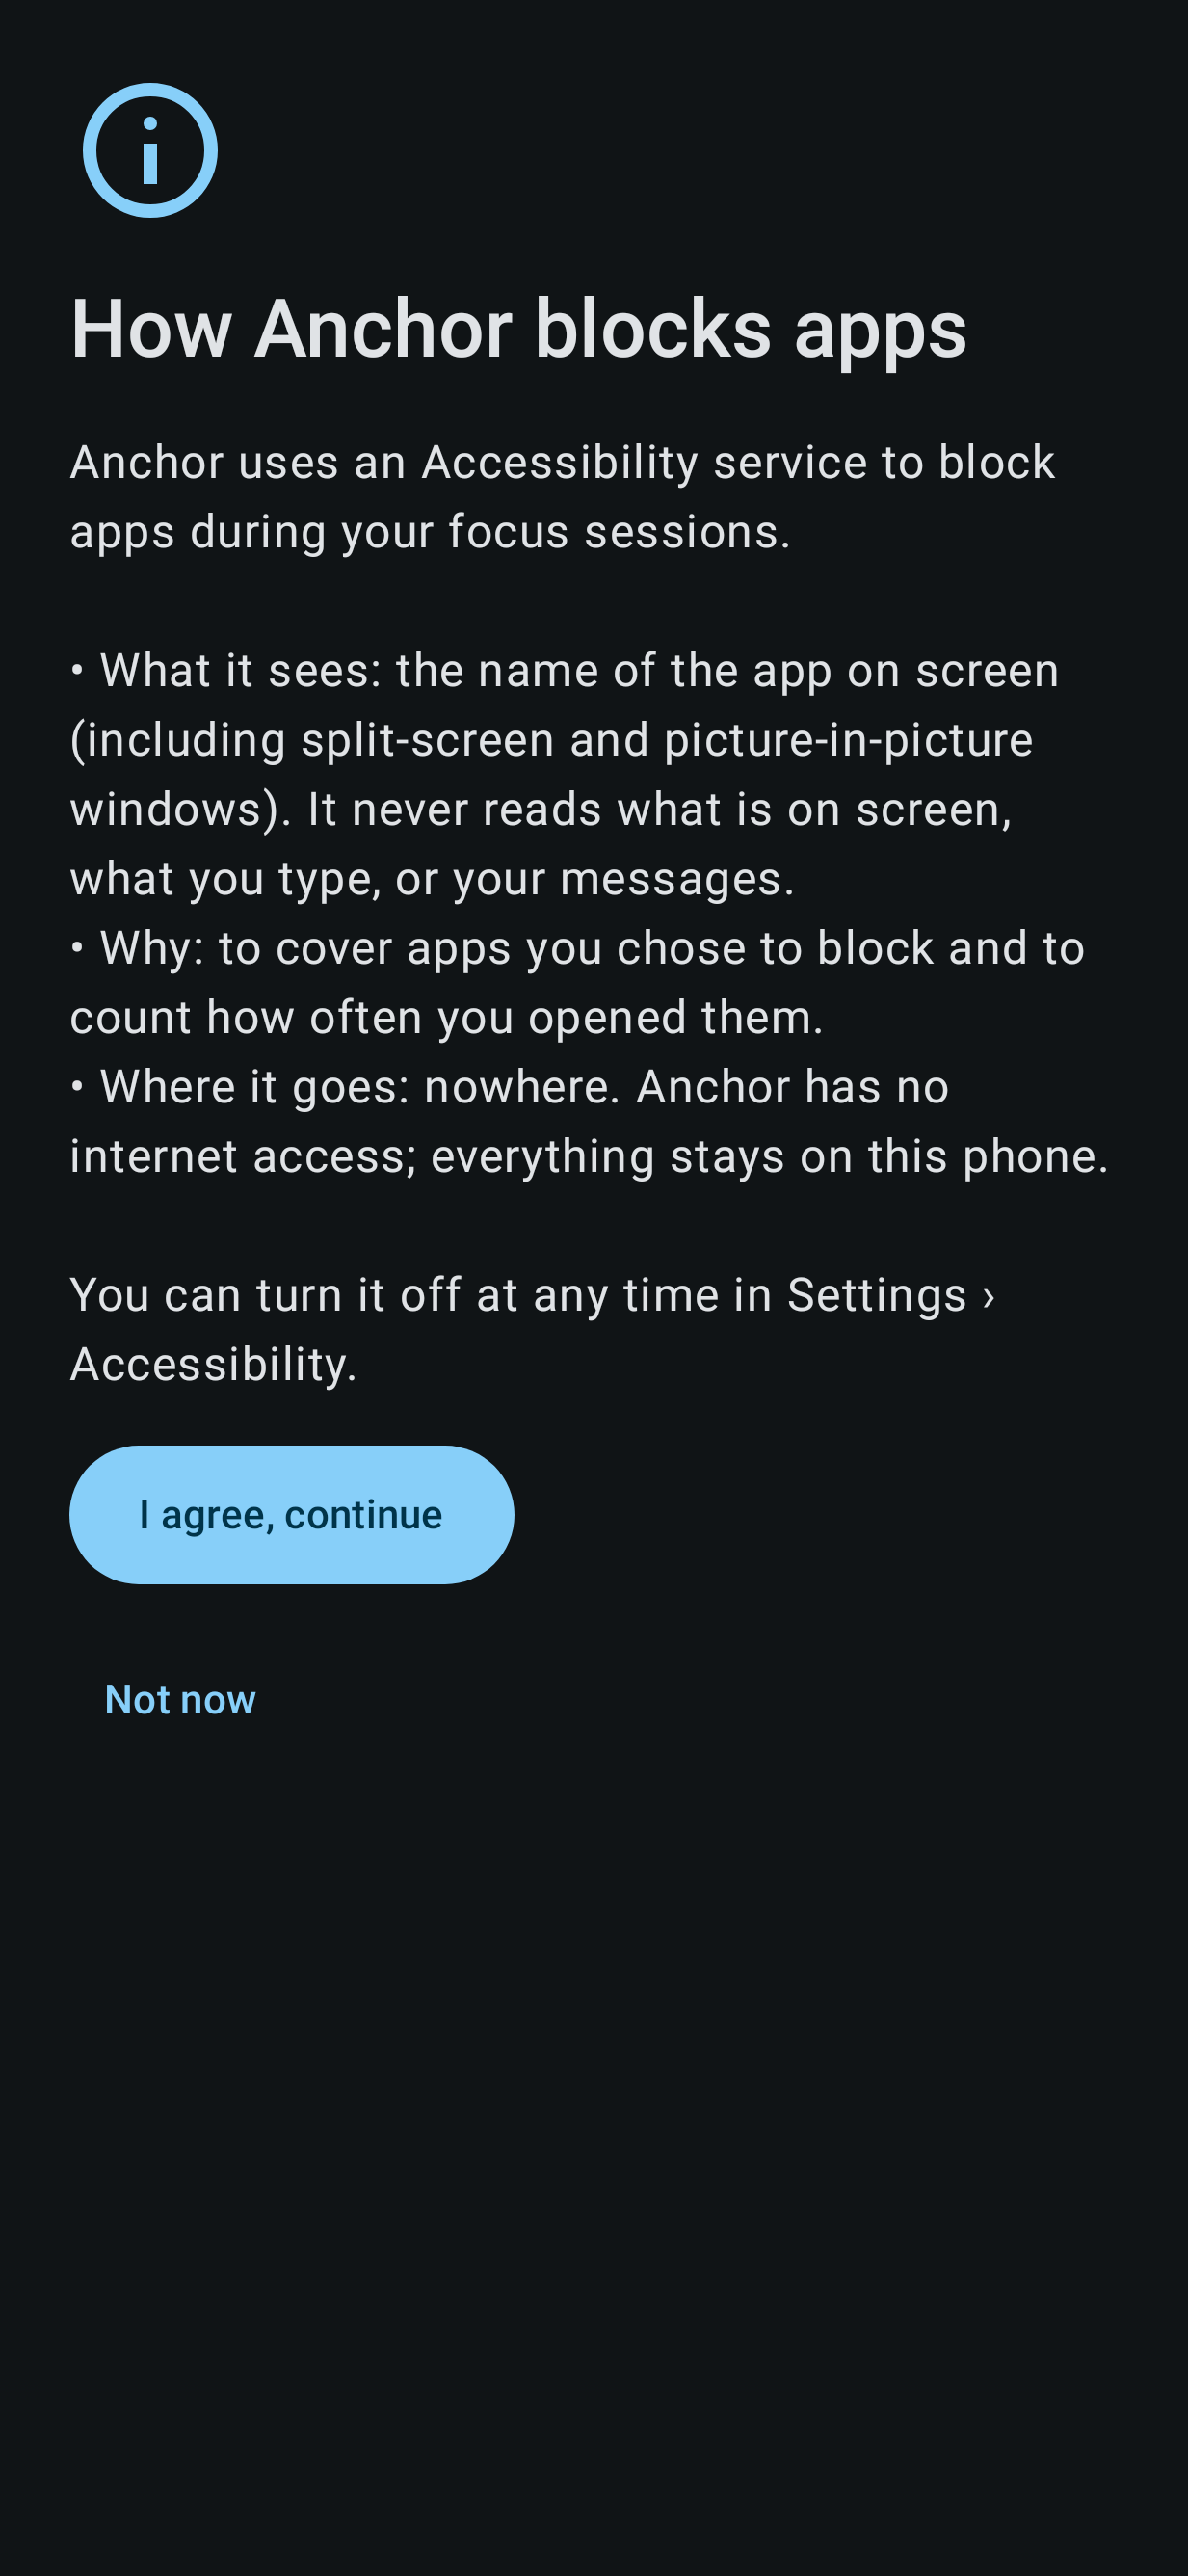 How Anchor blocks apps
Anchor uses an Accessibility service to block
apps during your focus sessions.
• What it sees: the name of the app on screen
(including split-screen and picture-in-picture
windows). It never reads what is on screen,
what you type, or your messages.
• Why: to cover apps you chose to block and to
count how often you opened them.
• Where it goes: nowhere. Anchor has no
internet access; everything stays on this phone.
You can turn it off at any time in Settings ›
Accessibility.
I agree, continue
Not now